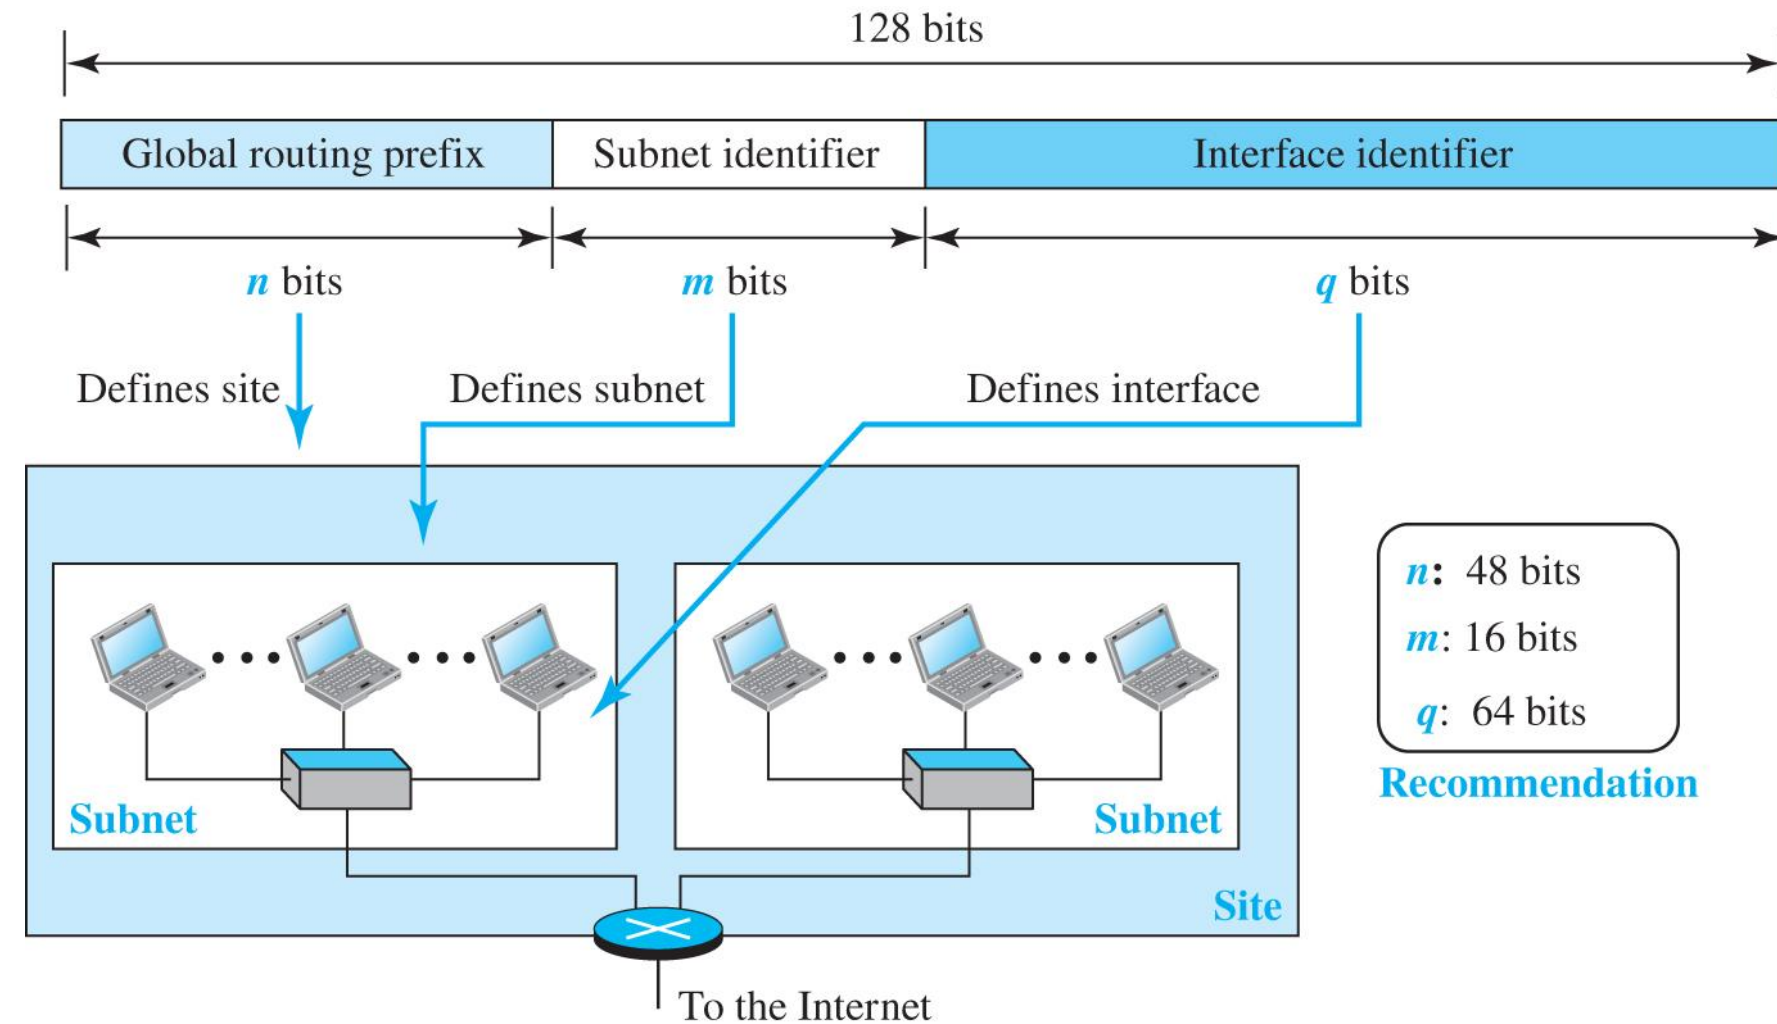 128 bits
Global routing prefix Subnet identifier Interface identifier
n bits m bits q bits
Defines site Defines subnet Defines interface
n: 48 bits
m: 16 bits
q: 64 bits
Recommendation
Subnet Subnet
Site
To the Internet